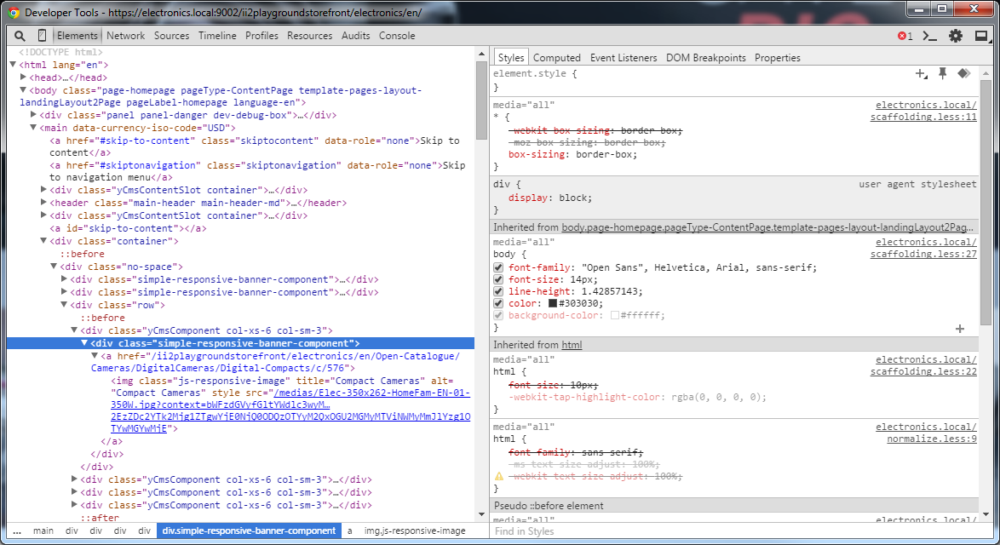 Developer Tools - https://electronics.local:9002/ii2playgroundstorefront/electronics/en/
Elements Network Sources Timeline Profiles Resources Audits Console 1
<!DOCTYPE html>
<html lang="en">
<head>…</head>
<body class="page-homepage pageType-ContentPage template-pages-layout-
landingLayout2Page pageLabel-homepage language-en">
<div class="panel panel-danger dev-debug-box">…</div>
<main data-currency-iso-code="USD">
<a href="#skip-to-content" class="skiptocontent" data-role="none">Skip to
content</a>
<a href="#skiptonavigation" class="skiptonavigation" data-role="none">Skip
to navigation menu</a>
<div class="yCmsContentSlot container">…</div>
<header class="main-header main-header-md">…</header>
<div class="yCmsContentSlot container">…</div>
<a id="skip-to-content"></a>
<div class="container">
::before
<div class="no-space">
<div class="simple-responsive-banner-component">…</div>
<div class="simple-responsive-banner-component">…</div>
<div class="row">
::before
<div class="yCmsComponent col-xs-6 col-sm-3">
<div class="simple-responsive-banner-component">
<a href="/ii2playgroundstorefront/electronics/en/Open-Catalogue/
Cameras/DigitalCameras/Digital-Compacts/c/576">
<img class="js-responsive-image" title="Compact Cameras" alt=
"Compact Cameras" style src="/medias/Elec-350x262-HomeFam-EN-01-
350W.jpg?context=bWFzdGVyfGltYWdlc3wyM…
</a>
</div>
</div>
<div class="yCmsComponent col-xs-6 col-sm-3">…</div>
<div class="yCmsComponent col-xs-6 col-sm-3">…</div>
<div class="yCmsComponent col-xs-6 col-sm-3">…</div>
::after
... main div div div div div.simple-responsive-banner-component a img.js-responsive-image
Styles Computed Event Listeners DOM Breakpoints Properties
element.style {
}
media="all" electronics.local/
* { scaffolding.less:11
-webkit-box-sizing: border-box;
-moz-box-sizing: border-box;
box-sizing: border-box;
}
div { user agent stylesheet
display: block;
}
Inherited from body.page-homepage.pageType-ContentPage.template-pages-layout-landingLayout2Pag…
media="all" electronics.local/
body { scaffolding.less:27
font-family: "Open Sans", Helvetica, Arial, sans-serif;
font-size: 14px;
line-height: 1.42857143;
color: #303030;
background-color: #ffffff;
}
Inherited from html
media="all" electronics.local/
html { scaffolding.less:22
font-size: 10px;
-webkit-tap-highlight-color: rgba(0, 0, 0, 0);
}
media="all" electronics.local/
html { normalize.less:9
font-family: sans-serif;
-ms-text-size-adjust: 100%;
-webkit-text-size-adjust: 100%;
}
Pseudo ::before element
media="all" electronics.local/
Find in Styles